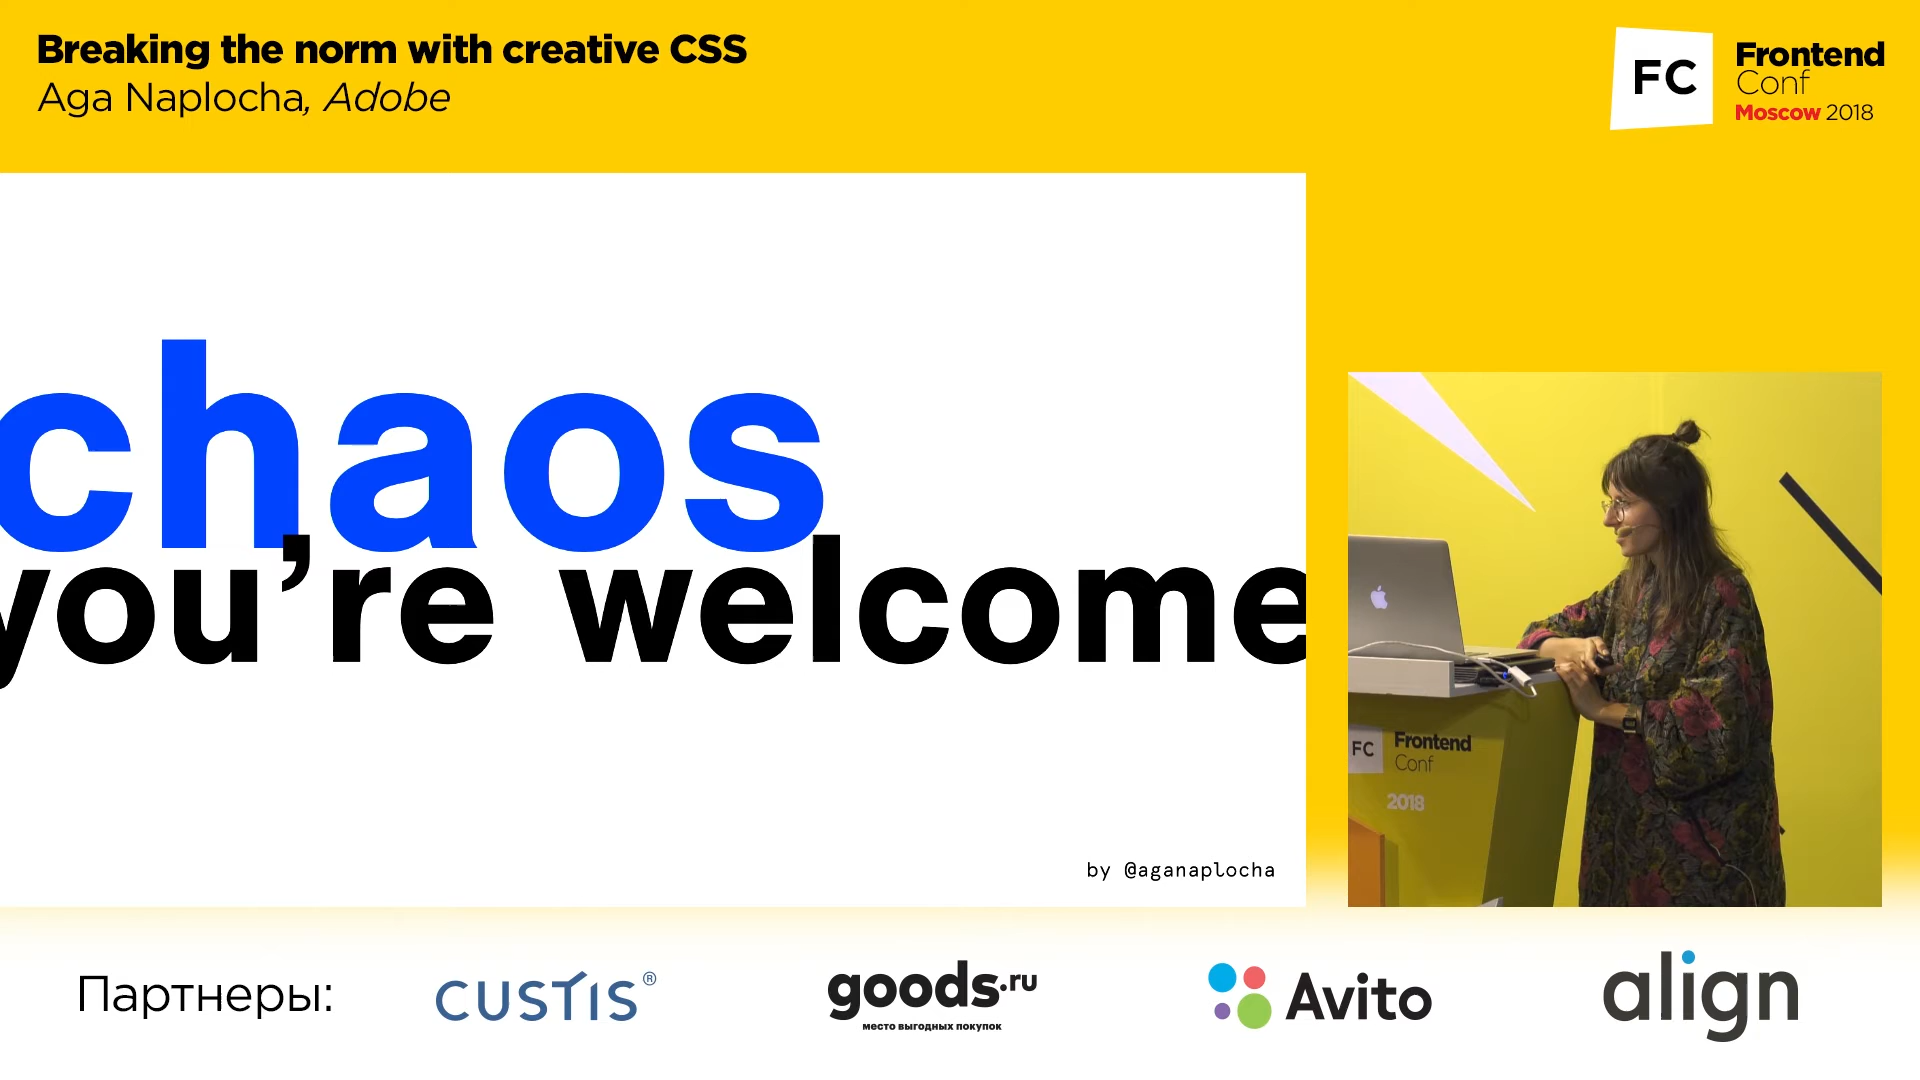 Breaking the norm with creative CSS
Aga Naplocha, Adobe
FC
Frontend
Conf
Moscow 2018
chaos
you’re welcome
by @aganaplocha
FC
Frontend
Conf
2018
Партнеры:
CUSTIS®
goods.ru
место выгодных покупок
Avito
align